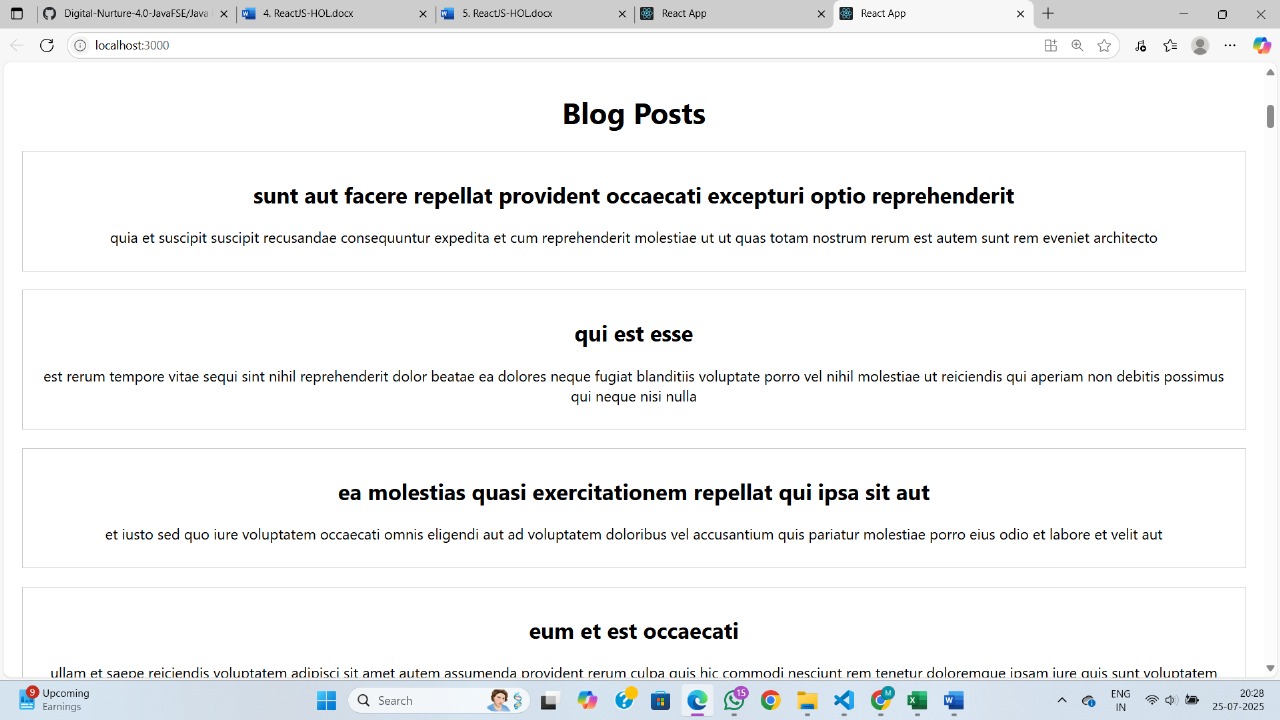 Digital-Nurture-4.0-JavaFSE/Java
4. ReactJS-HOL.docx
5. ReactJS-HOL.docx
React App
React App
localhost:3000
Blog Posts
sunt aut facere repellat provident occaecati excepturi optio reprehenderit
quia et suscipit suscipit recusandae consequuntur expedita et cum reprehenderit molestiae ut ut quas totam nostrum rerum est autem sunt rem eveniet architecto
qui est esse
est rerum tempore vitae sequi sint nihil reprehenderit dolor beatae ea dolores neque fugiat blanditiis voluptate porro vel nihil molestiae ut reiciendis qui aperiam non debitis possimus
qui neque nisi nulla
ea molestias quasi exercitationem repellat qui ipsa sit aut
et iusto sed quo iure voluptatem occaecati omnis eligendi aut ad voluptatem doloribus vel accusantium quis pariatur molestiae porro eius odio et labore et velit aut
eum et est occaecati
ullam et saepe reiciendis voluptatem adipisci sit amet autem assumenda provident rerum culpa quis hic commodi nesciunt rem tenetur doloremque ipsam iure quis sunt voluptatem
9
Upcoming
Earnings
Search
15
M
ENG
IN
20:28
25-07-2025